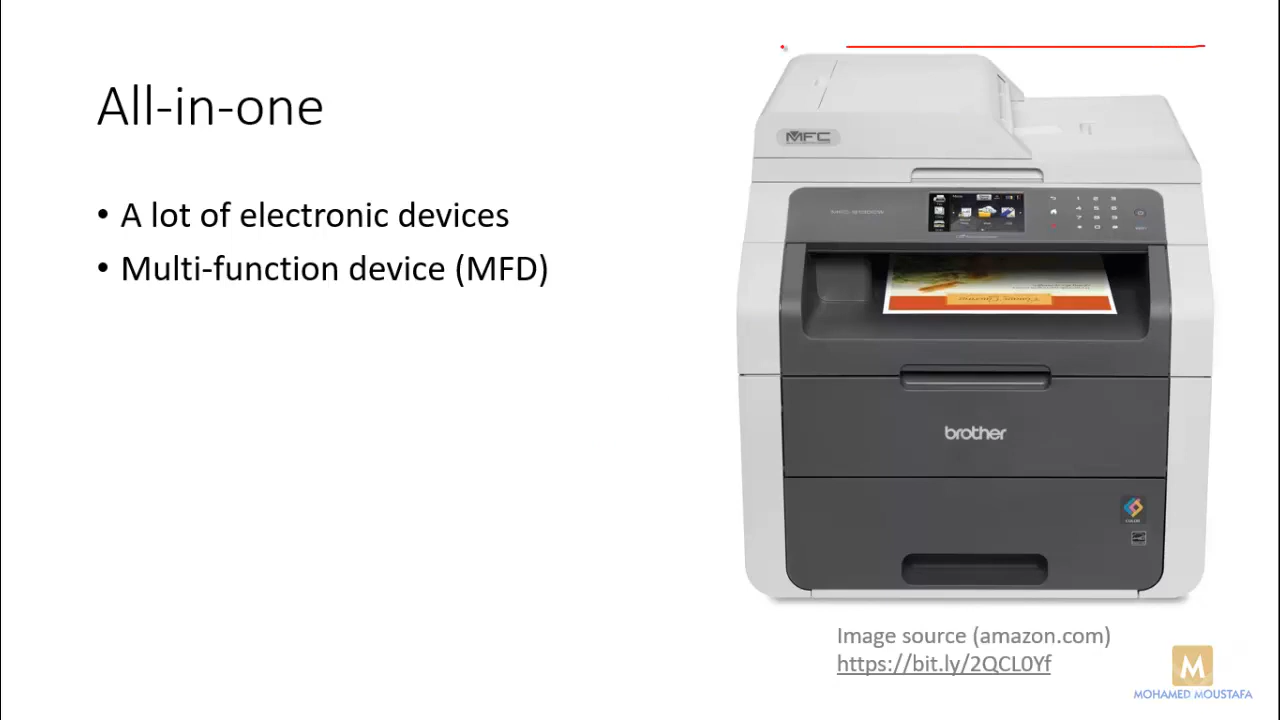 All-in-one
• A lot of electronic devices
• Multi-function device (MFD)
MFC
brother
COLOR
Image source (amazon.com)
https://bit.ly/2QCL0Yf
M
MOHAMED MOUSTAFA